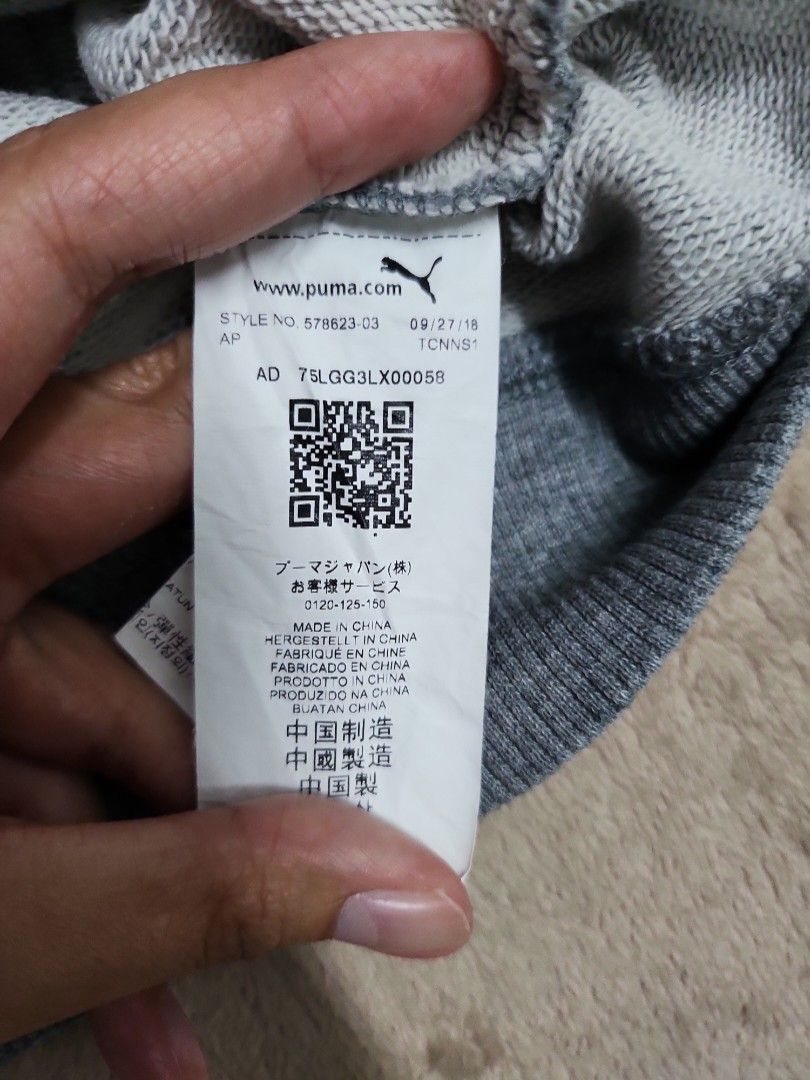 www.puma.com
STYLE NO. 578623-03 09/27/18
AP TCNNS1
AD 75LGG3LX00058
プーマジャパン(株)
お客様サービス
0120-125-150
MADE IN CHINA
HERGESTELLT IN CHINA
FABRIQUÉ EN CHINE
FABRICADO EN CHINA
PRODOTTO IN CHINA
PRODUZIDO NA CHINA
BUATAN CHINA
中国制造
中國製造
中国製